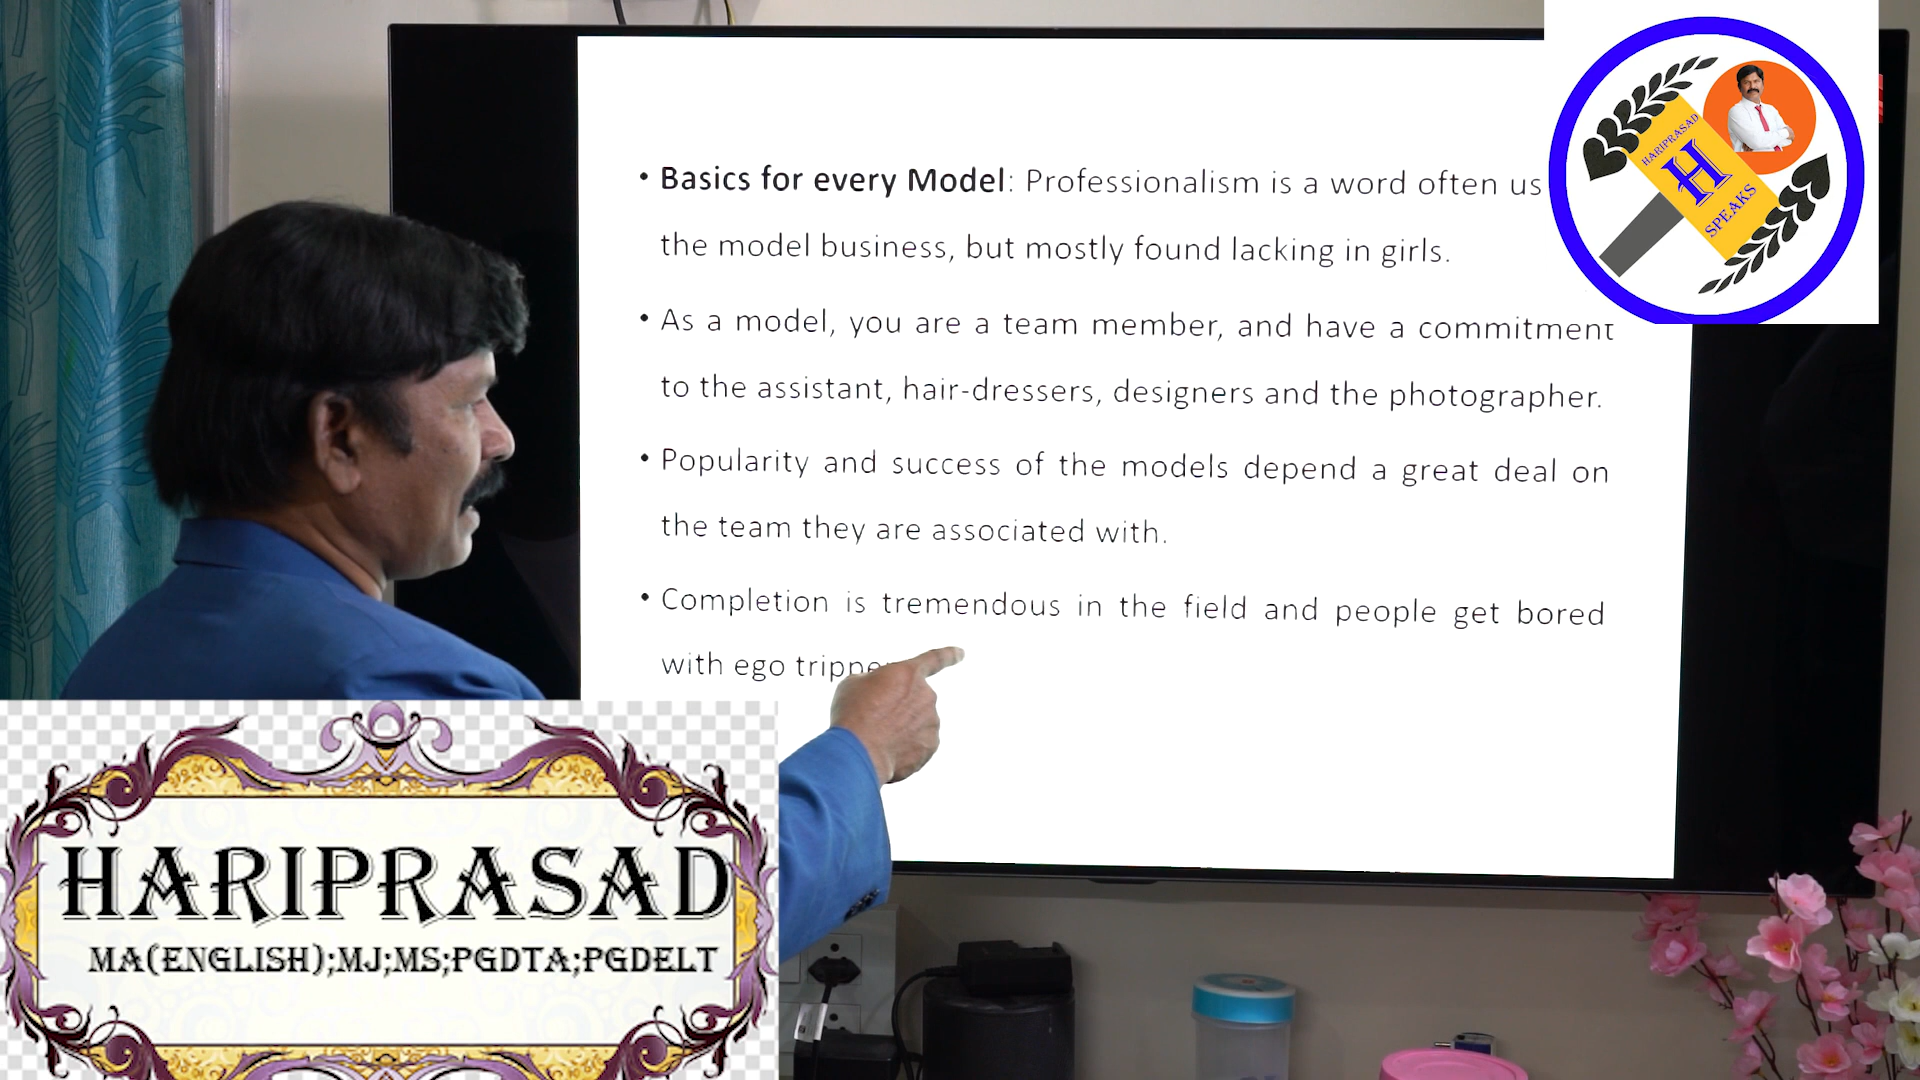 • Basics for every Model: Professionalism is a word often us
the model business, but mostly found lacking in girls.
• As a model, you are a team member, and have a commitment
to the assistant, hair-dressers, designers and the photographer.
• Popularity and success of the models depend a great deal on
the team they are associated with.
• Completion is tremendous in the field and people get bored
with ego trippe
HARIPRASAD
H
SPEAKS
HARIPRASAD
MA(ENGLISH);MJ;MS;PGDTA;PGDELT